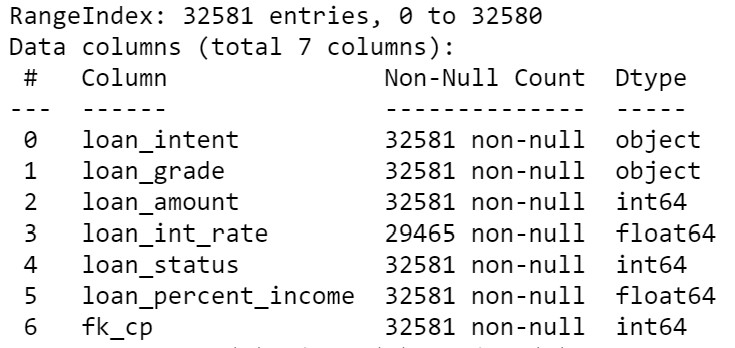 RangeIndex: 32581 entries, 0 to 32580
Data columns (total 7 columns):
 #   Column               Non-Null Count  Dtype
---  ------               --------------  -----
 0   loan_intent          32581 non-null  object
 1   loan_grade           32581 non-null  object
 2   loan_amount          32581 non-null  int64
 3   loan_int_rate        29465 non-null  float64
 4   loan_status          32581 non-null  int64
 5   loan_percent_income  32581 non-null  float64
 6   fk_cp                32581 non-null  int64